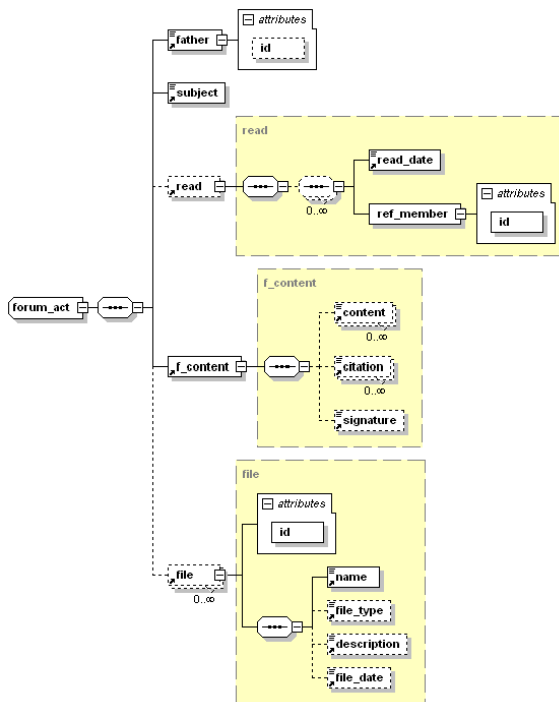 attributes
father
id
subject
read
read
read_date
0..∞
attributes
ref_member
id
forum_act
f_content
content
0..∞
f_content
citation
0..∞
signature
file
attributes
id
file
0..∞
name
file_type
description
file_date